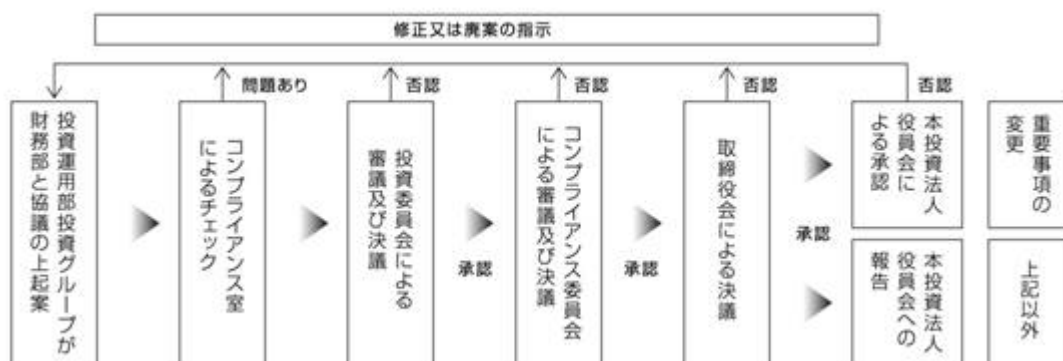 修正又は廃案の指示
問題あり
否認
否認
否認
否認
投資運用部投資グループが
財務部と協議の上起案
コンプライアンス室
によるチェック
投資委員会による
審議及び決議
承認
コンプライアンス委員会
による審議及び決議
承認
取締役会による決議
承認
本投資法人
役員会に
よる承認
重要事項の
変更
本投資法人
役員会への
報告
上記以外